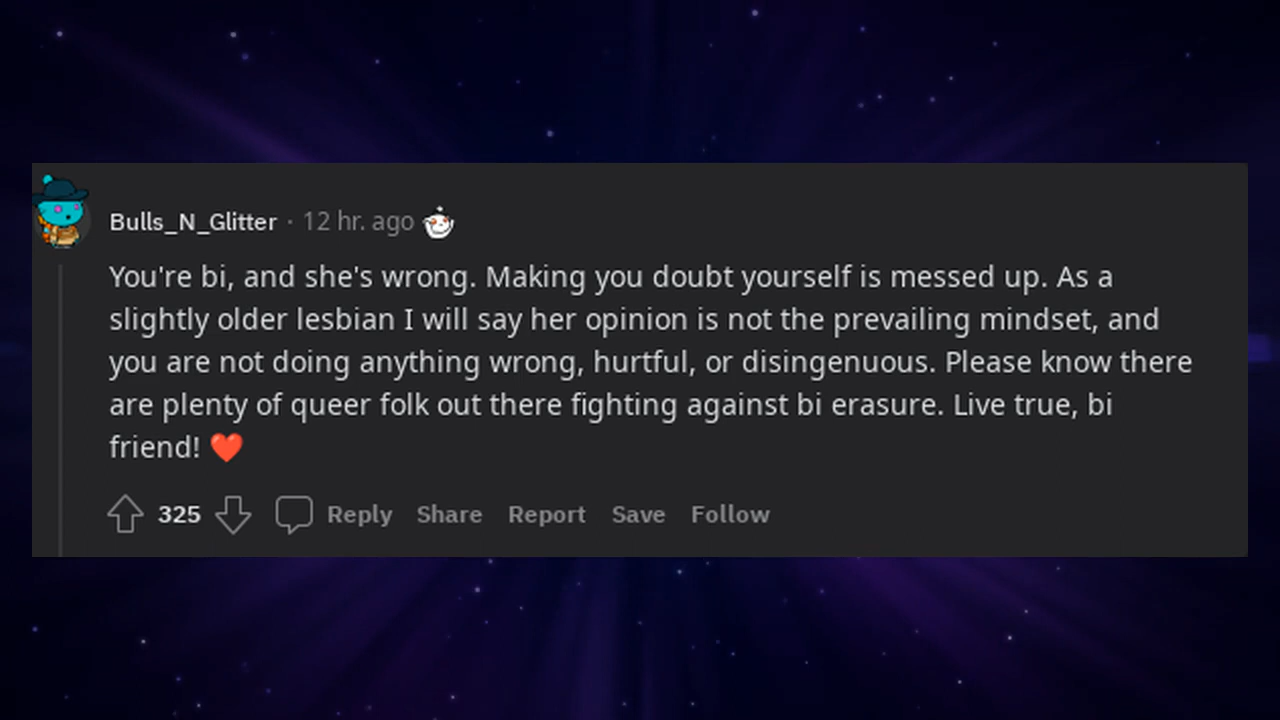 Bulls_N_Glitter · 12 hr. ago
You're bi, and she's wrong. Making you doubt yourself is messed up. As a
slightly older lesbian I will say her opinion is not the prevailing mindset, and
you are not doing anything wrong, hurtful, or disingenuous. Please know there
are plenty of queer folk out there fighting against bi erasure. Live true, bi
friend! ❤️
325 Reply Share Report Save Follow